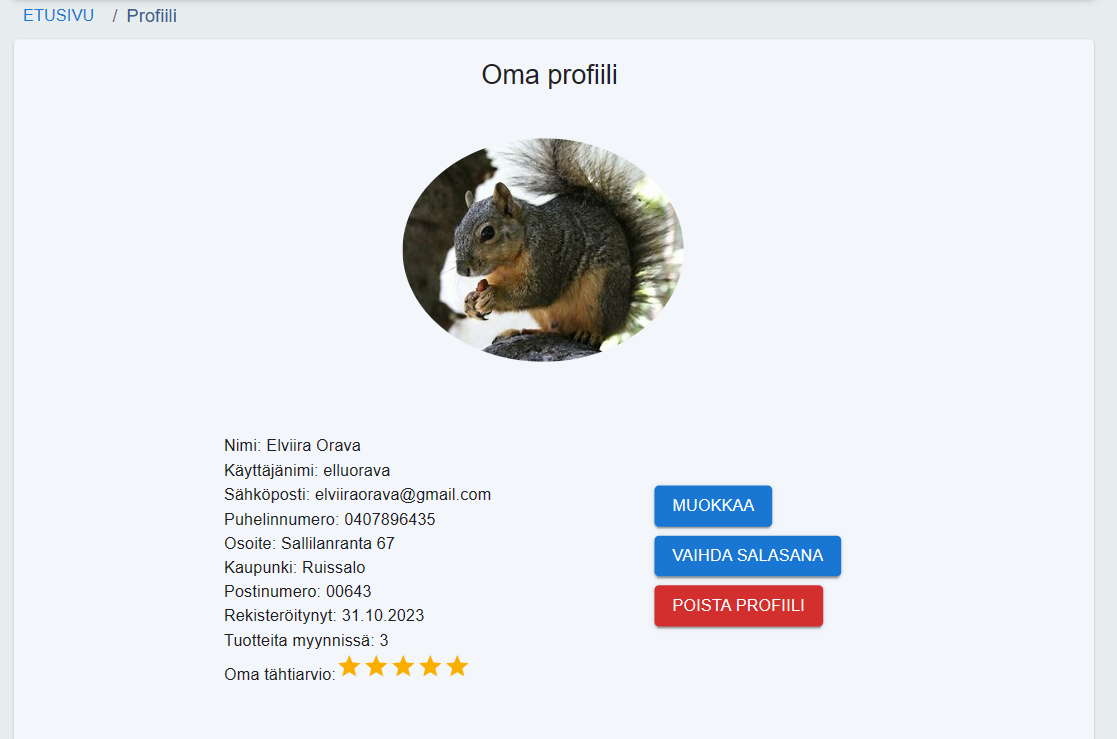 ETUSIVU / Profiili
Oma profiili
Nimi: Elviira Orava
Käyttäjänimi: elluorava
Sähköposti: elviiraorava@gmail.com
Puhelinnumero: 0407896435
Osoite: Sallilanranta 67
Kaupunki: Ruissalo
Postinumero: 00643
Rekisteröitynyt: 31.10.2023
Tuotteita myynnissä: 3
Oma tähtiarvio:
MUOKKAA
VAIHDA SALASANA
POISTA PROFIILI